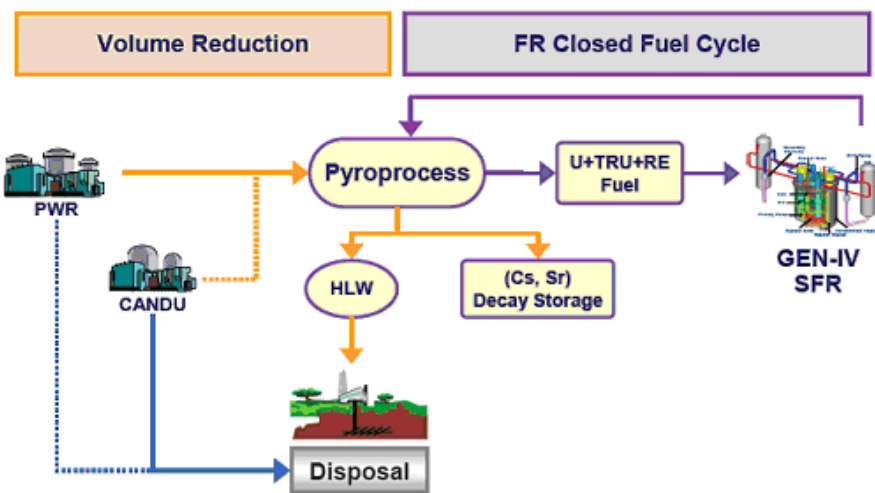 Volume Reduction
FR Closed Fuel Cycle
Pyroprocess
U+TRU+RE
Fuel
PWR
GEN-IV
SFR
CANDU
HLW
(Cs, Sr)
Decay Storage
Disposal